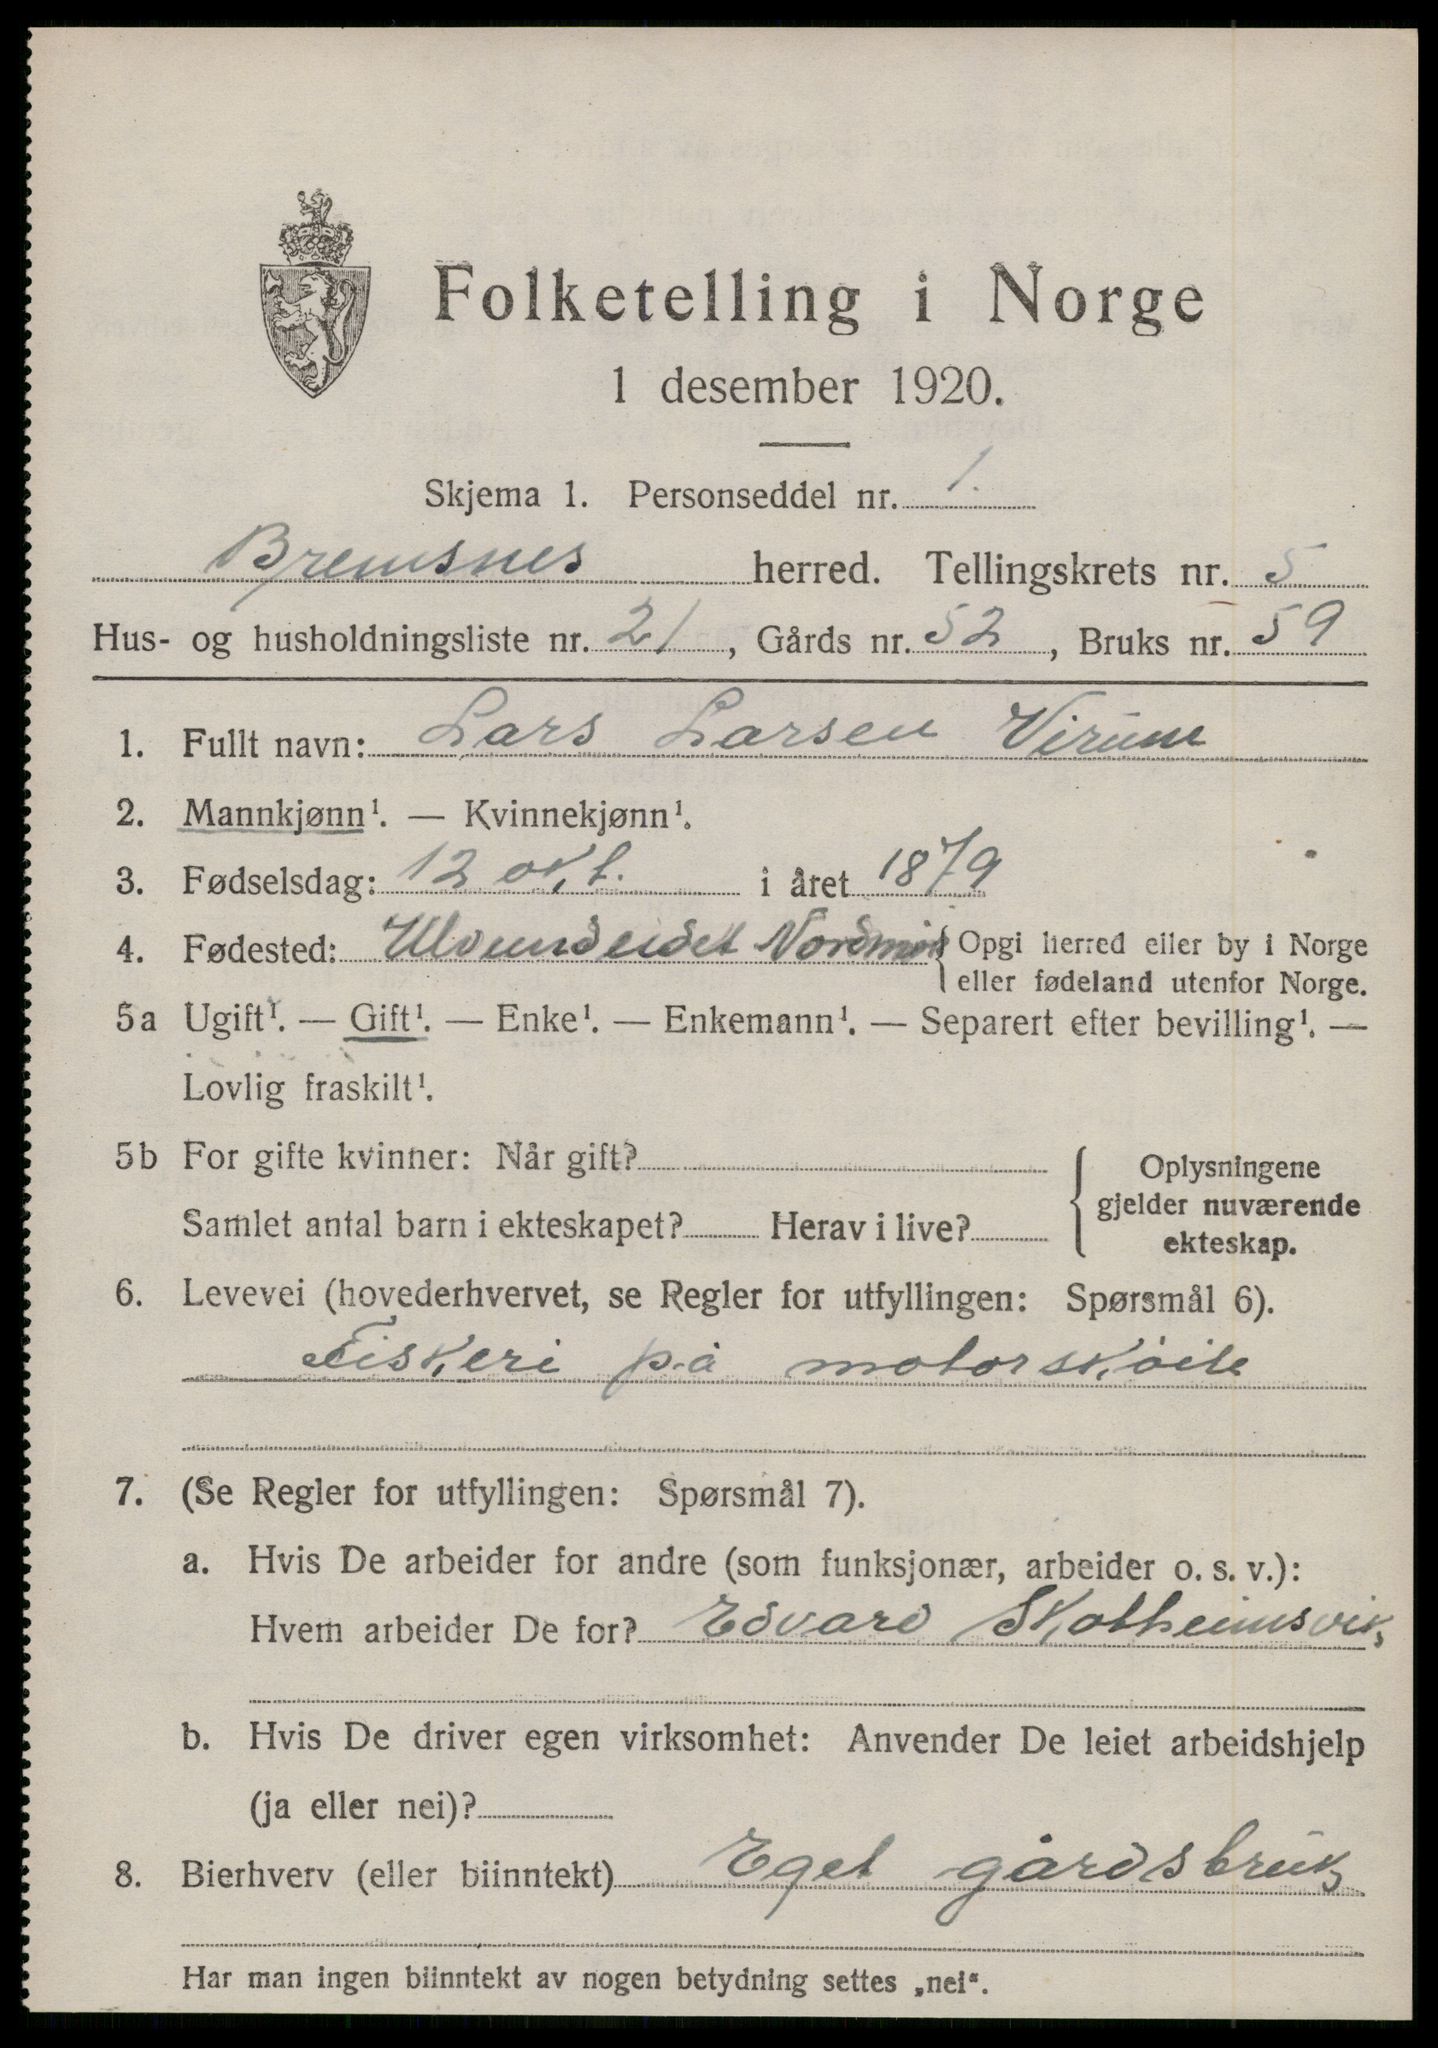 Folketelling i Norge
1 desember 1920.
Skjema 1. Personseddel nr. 1.
Bremsnes herred. Tellingskrets nr. 5
Hus- og husholdningsliste nr. 21, Gårds nr. 52, Bruks nr. 59
1. Fullt navn: Lars Larsen Virum
2. Mannkjønn¹. — Kvinnekjønn¹.
3. Fødselsdag: 12 okt. i året 1879
4. Fødested: Ulvundeidet Nordmør { Opgi herred eller by i Norge
eller fødeland utenfor Norge.
5a Ugift¹. — Gift¹. — Enke¹. — Enkemann¹. — Separert efter bevilling¹. —
Lovlig fraskilt¹.
5b For gifte kvinner: Når gift?
Samlet antal barn i ekteskapet? Herav i live?
Oplysningene
gjelder nuværende
ekteskap.
6. Levevei (hovederhvervet, se Regler for utfyllingen: Spørsmål 6).
Fiskeri på motorskøite
7. (Se Regler for utfyllingen: Spørsmål 7).
a. Hvis De arbeider for andre (som funksjonær, arbeider o. s. v.):
Hvem arbeider De for? Edvard Skotheimsvik
b. Hvis De driver egen virksomhet: Anvender De leiet arbeidshjelp
(ja eller nei)?
8. Bierhverv (eller biinntekt) Eget gårdsbruk
Har man ingen biinntekt av nogen betydning settes „nei“.